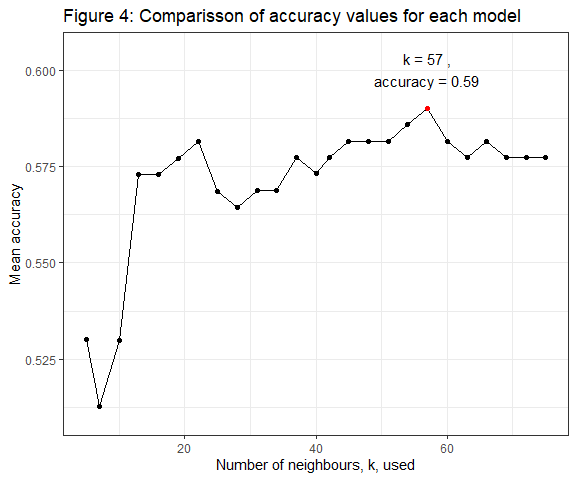 Figure 4: Comparisson of accuracy values for each model
k = 57 ,
accuracy = 0.59
0.600
0.575
0.550
0.525
Mean accuracy
20
40
60
Number of neighbours, k, used